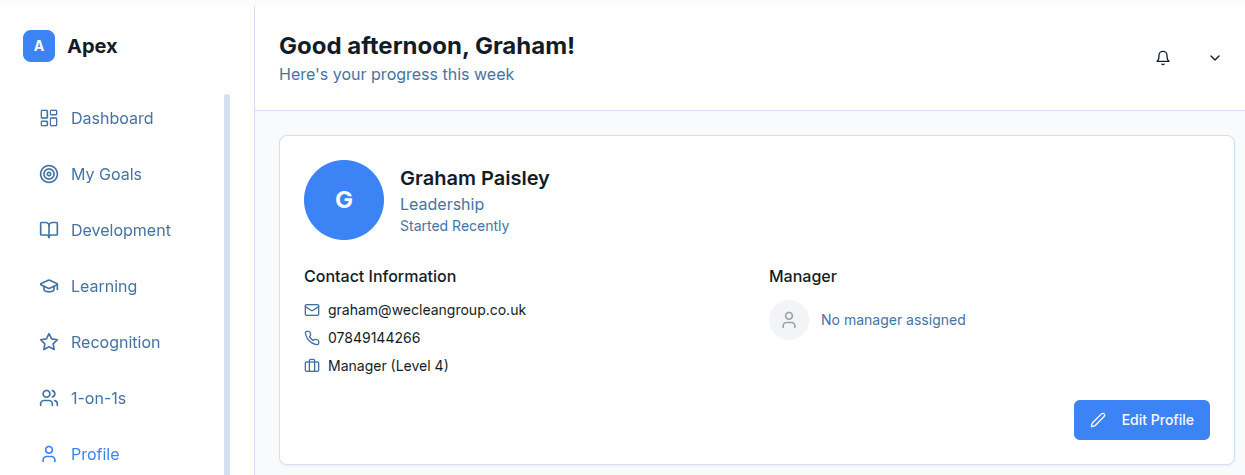 A
Apex
Dashboard
My Goals
Development
Learning
Recognition
1-on-1s
Profile
Good afternoon, Graham!
Here's your progress this week
G
Graham Paisley
Leadership
Started Recently
Contact Information
graham@wecleangroup.co.uk
07849144266
Manager (Level 4)
Manager
No manager assigned
Edit Profile